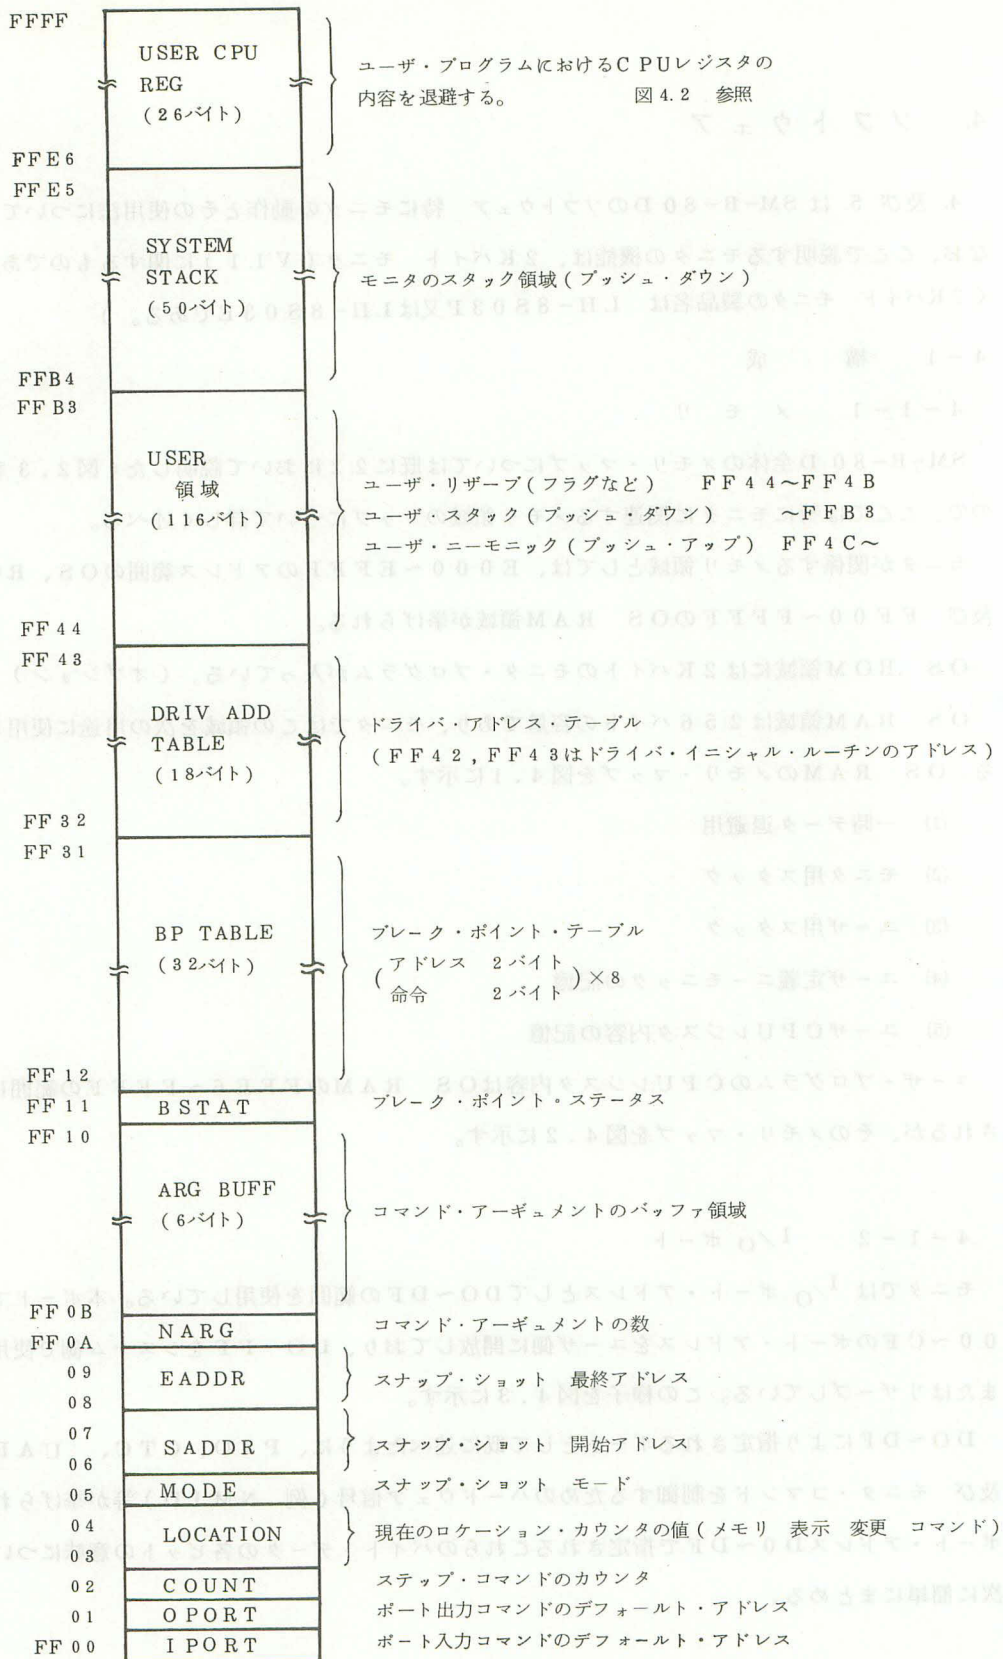 FFFF
USER CPU
REG
(26バイト)
ユーザ・プログラムにおけるCPUレジスタの
内容を退避する。 図4.2 参照
FFE6
FFE5
SYSTEM
STACK
(50バイト)
モニタのスタック領域(プッシュ・ダウン)
FFB4
FFB3
USER
領域
(116バイト)
ユーザ・リザーブ(フラグなど) FF44~FF4B
ユーザ・スタック(プッシュ・ダウン) ~FFB3
ユーザ・ニーモニック(プッシュ・アップ) FF4C~
FF44
FF43
DRIV ADD
TABLE
(18バイト)
ドライバ・アドレス・テーブル
(FF42,FF43はドライバ・イニシャル・ルーチンのアドレス)
FF32
FF31
BP TABLE
(32バイト)
ブレーク・ポイント・テーブル
(アドレス 2バイト
命令 2バイト)×8
FF12
FF11 BSTAT ブレーク・ポイント・ステータス
FF10
ARG BUFF
(6バイト)
コマンド・アーギュメントのバッファ領域
FF0B
FF0A NARG コマンド・アーギュメントの数
09 EADDR スナップ・ショット 最終アドレス
08
07
SADDR スナップ・ショット 開始アドレス
06
05 MODE スナップ・ショット モード
04
LOCATION 現在のロケーション・カウンタの値(メモリ 表示 変更 コマンド)
03
02 COUNT ステップ・コマンドのカウンタ
01 OPORT ポート出力コマンドのデフォールト・アドレス
FF00 IPORT ポート入力コマンドのデフォールト・アドレス